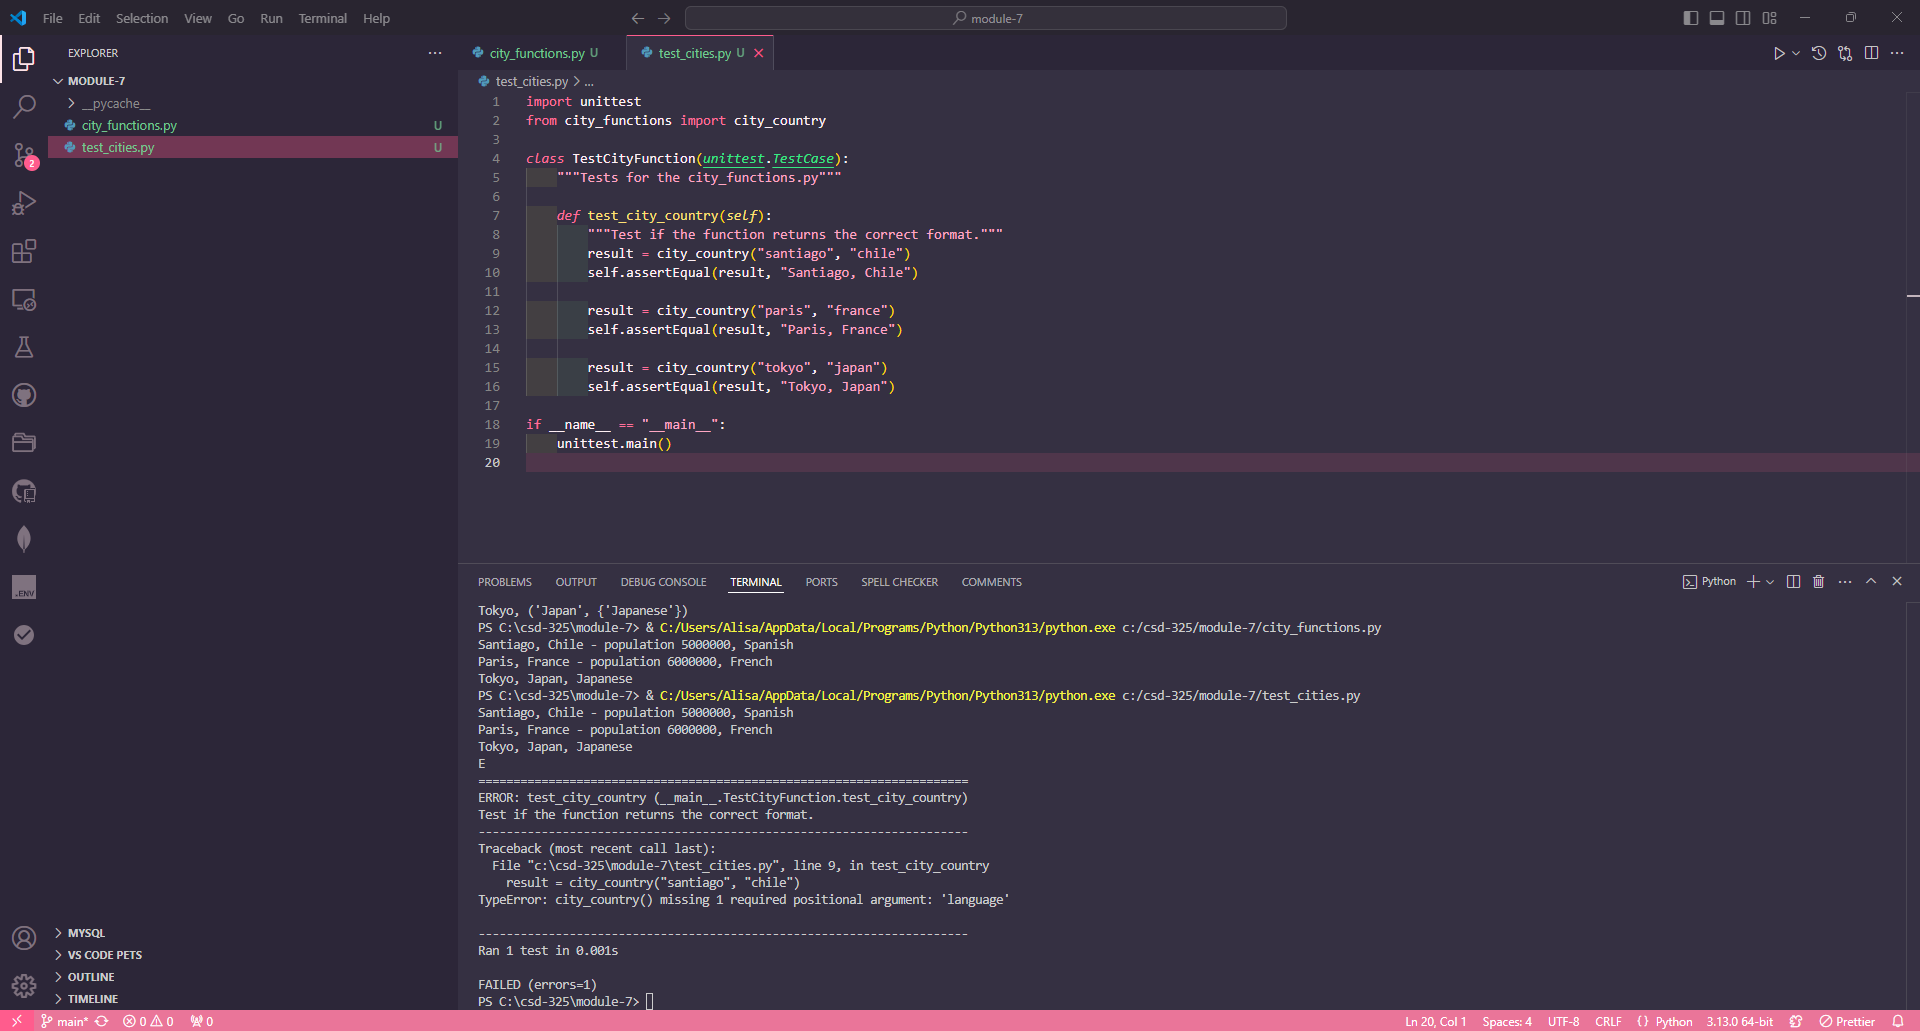 File Edit Selection View Go Run Terminal Help
module-7
EXPLORER
MODULE-7
__pycache__
city_functions.py U
test_cities.py U
2
.ENV
MYSQL
VS CODE PETS
OUTLINE
TIMELINE
city_functions.py U
test_cities.py U
test_cities.py > ...
1 import unittest
2 from city_functions import city_country
3
4 class TestCityFunction(unittest.TestCase):
5 """Tests for the city_functions.py"""
6
7 def test_city_country(self):
8 """Test if the function returns the correct format."""
9 result = city_country("santiago", "chile")
10 self.assertEqual(result, "Santiago, Chile")
11
12 result = city_country("paris", "france")
13 self.assertEqual(result, "Paris, France")
14
15 result = city_country("tokyo", "japan")
16 self.assertEqual(result, "Tokyo, Japan")
17
18 if __name__ == "__main__":
19 unittest.main()
20
PROBLEMS OUTPUT DEBUG CONSOLE TERMINAL PORTS SPELL CHECKER COMMENTS
Python
Tokyo, ('Japan', {'Japanese'})
PS C:\csd-325\module-7> & C:/Users/Alisa/AppData/Local/Programs/Python/Python313/python.exe c:/csd-325/module-7/city_functions.py
Santiago, Chile - population 5000000, Spanish
Paris, France - population 6000000, French
Tokyo, Japan, Japanese
PS C:\csd-325\module-7> & C:/Users/Alisa/AppData/Local/Programs/Python/Python313/python.exe c:/csd-325/module-7/test_cities.py
Santiago, Chile - population 5000000, Spanish
Paris, France - population 6000000, French
Tokyo, Japan, Japanese
E
======================================================================
ERROR: test_city_country (__main__.TestCityFunction.test_city_country)
Test if the function returns the correct format.
----------------------------------------------------------------------
Traceback (most recent call last):
File "c:\csd-325\module-7\test_cities.py", line 9, in test_city_country
result = city_country("santiago", "chile")
TypeError: city_country() missing 1 required positional argument: 'language'
----------------------------------------------------------------------
Ran 1 test in 0.001s
FAILED (errors=1)
PS C:\csd-325\module-7>
main* 0 0 0
Ln 20, Col 1 Spaces: 4 UTF-8 CRLF {} Python 3.13.0 64-bit Prettier